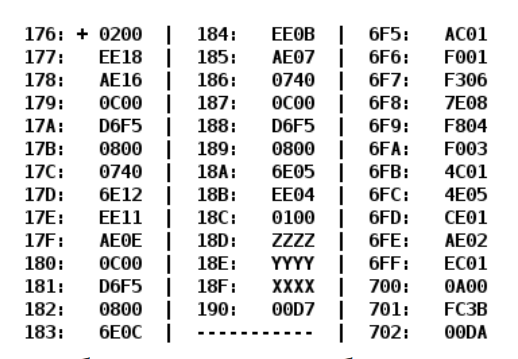 176: + 0200 | 184: EE0B | 6F5: AC01
177: EE18 | 185: AE07 | 6F6: F001
178: AE16 | 186: 0740 | 6F7: F306
179: 0C00 | 187: 0C00 | 6F8: 7E08
17A: D6F5 | 188: D6F5 | 6F9: F804
17B: 0800 | 189: 0800 | 6FA: F003
17C: 0740 | 18A: 6E05 | 6FB: 4C01
17D: 6E12 | 18B: EE04 | 6FC: 4E05
17E: EE11 | 18C: 0100 | 6FD: CE01
17F: AE0E | 18D: ZZZZ | 6FE: AE02
180: 0C00 | 18E: YYYY | 6FF: EC01
181: D6F5 | 18F: XXXX | 700: 0A00
182: 0800 | 190: 00D7 | 701: FC3B
183: 6E0C | ----------- | 702: 00DA